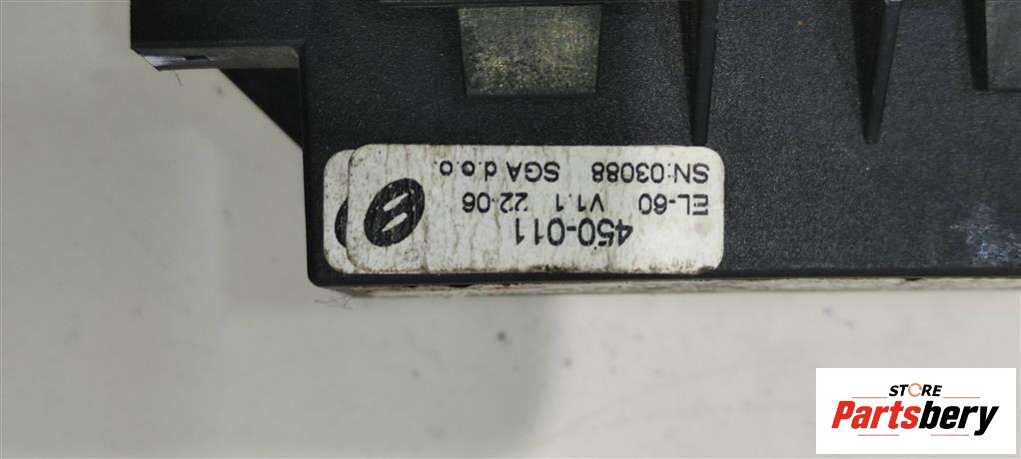 450-011
EL-60 V1.1 22-06
SN:03088 SGA d.o.o.
STORE
Partsbery